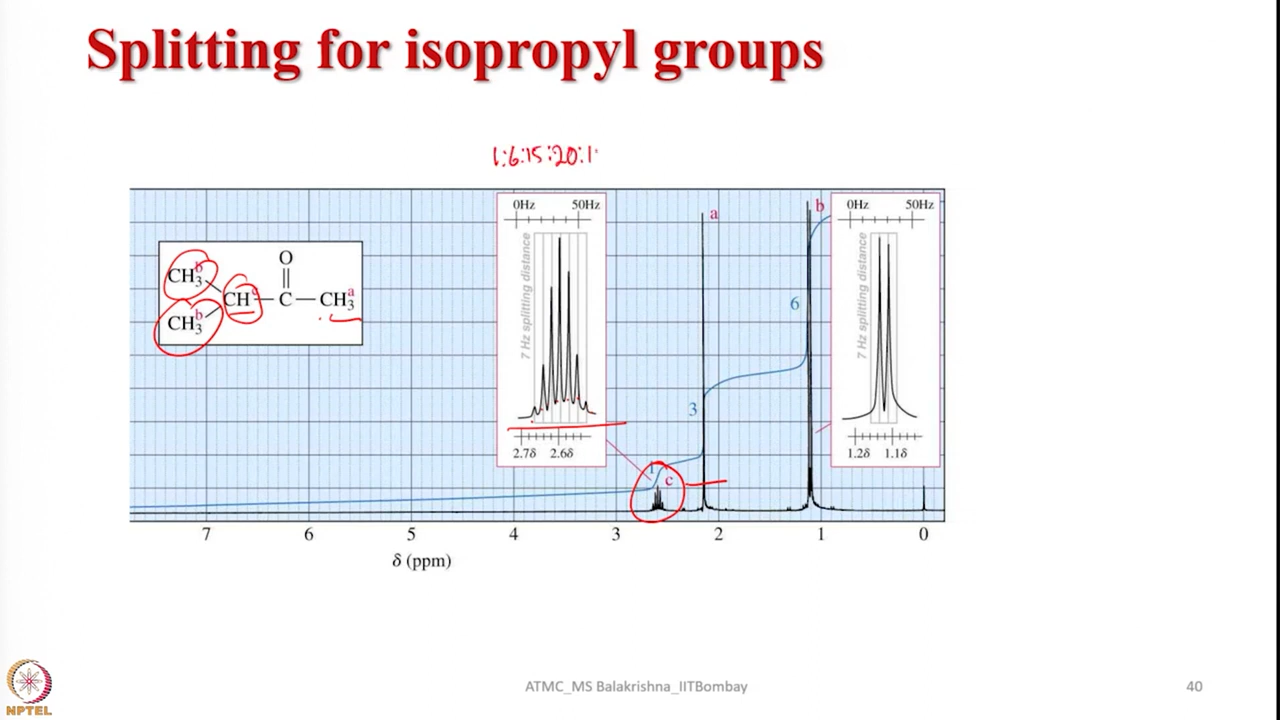 Splitting for isopropyl groups
1:6:15:20:1
0Hz 50Hz
7 Hz splitting distance
2.7δ 2.6δ
a
b
0Hz 50Hz
7 Hz splitting distance
1.2δ 1.1δ
O
CH3b
CHc—C—CH3a
CH3b
6
3
1
c
7 6 5 4 3 2 1 0
δ (ppm)
NPTEL
ATMC_MS Balakrishna_IITBombay
40